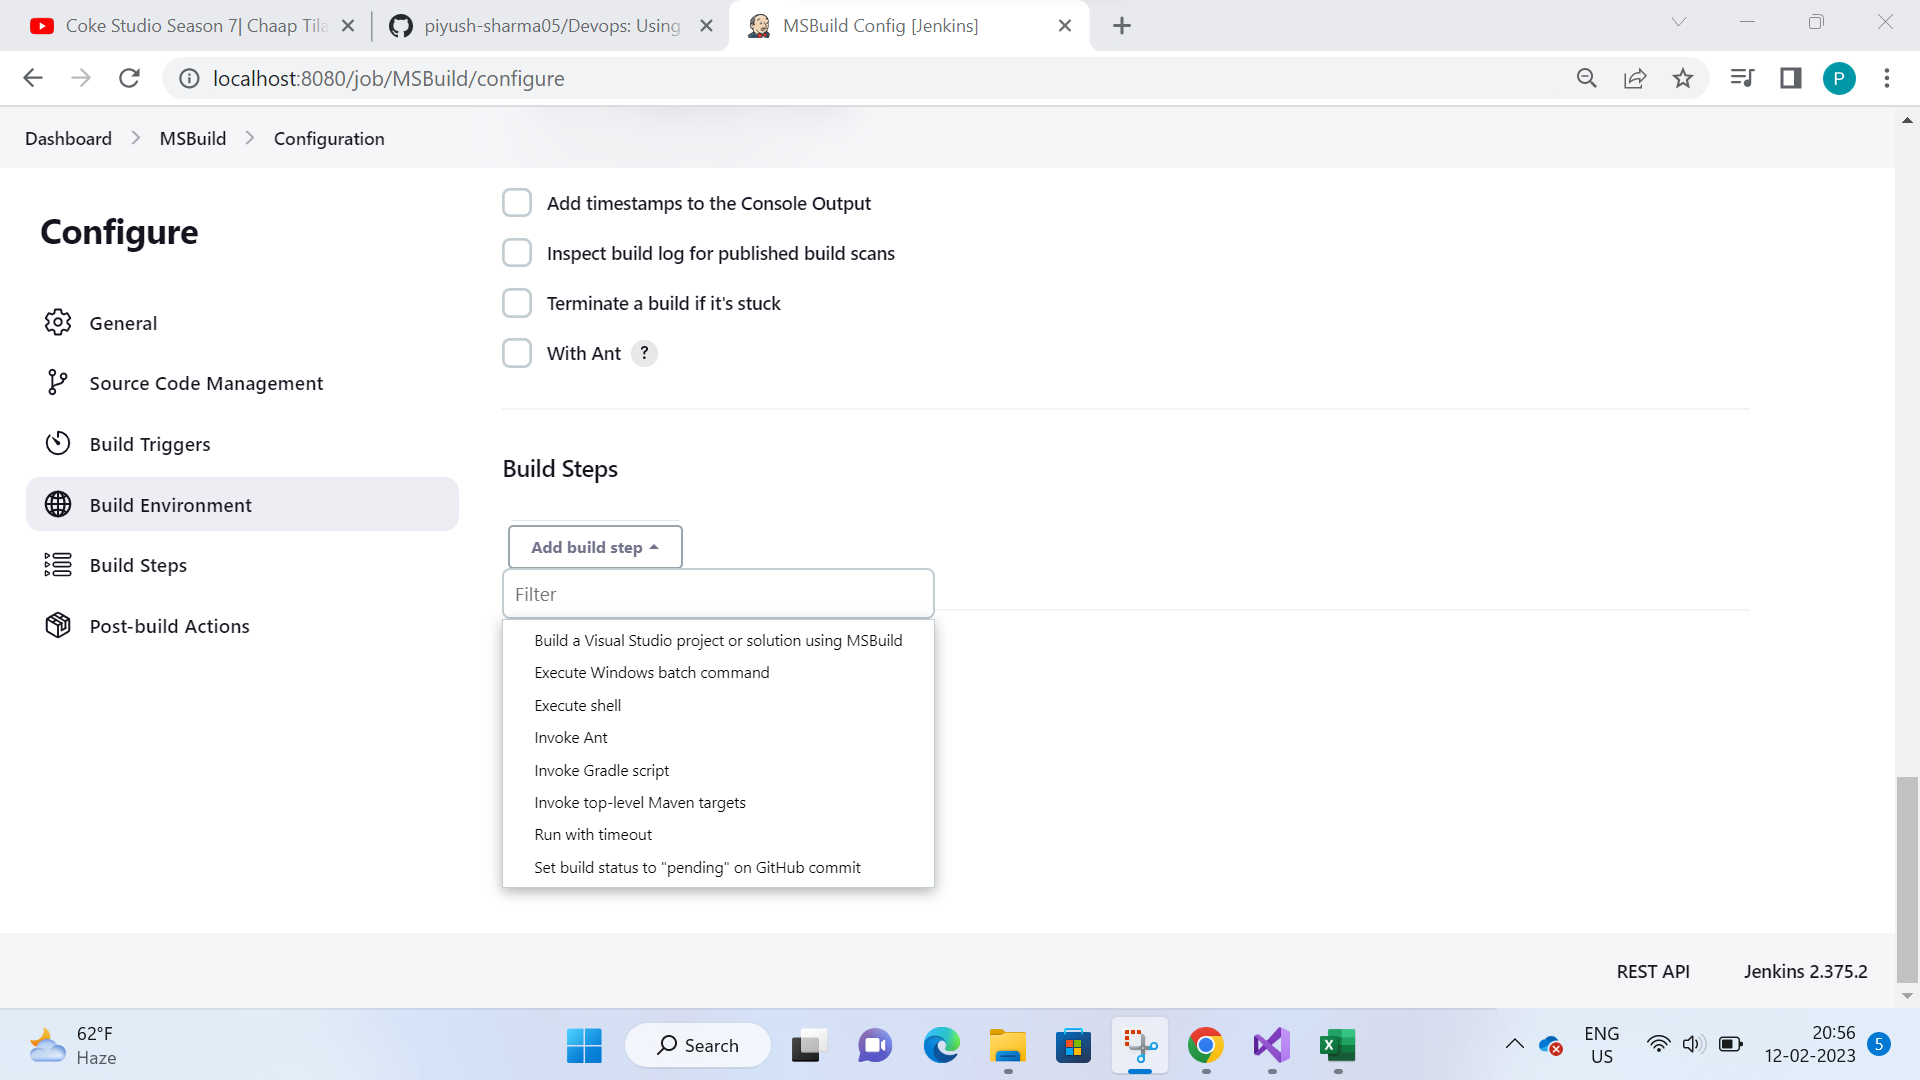 Coke Studio Season 7| Chaap Tila
piyush-sharma05/Devops: Using
MSBuild Config [Jenkins]
localhost:8080/job/MSBuild/configure
P
Dashboard
MSBuild
Configuration
Configure
General
Source Code Management
Build Triggers
Build Environment
Build Steps
Post-build Actions
Add timestamps to the Console Output
Inspect build log for published build scans
Terminate a build if it's stuck
With Ant ?
Build Steps
Add build step
Filter
Build a Visual Studio project or solution using MSBuild
Execute Windows batch command
Execute shell
Invoke Ant
Invoke Gradle script
Invoke top-level Maven targets
Run with timeout
Set build status to "pending" on GitHub commit
REST API
Jenkins 2.375.2
62°F
Haze
Search
ENG
US
20:56
12-02-2023
5